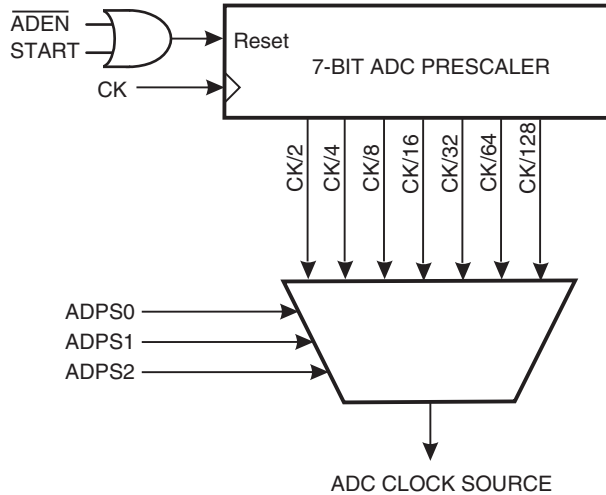 ADEN
START
Reset
7-BIT ADC PRESCALER
CK
CK/2
CK/4
CK/8
CK/16
CK/32
CK/64
CK/128
ADPS0
ADPS1
ADPS2
ADC CLOCK SOURCE